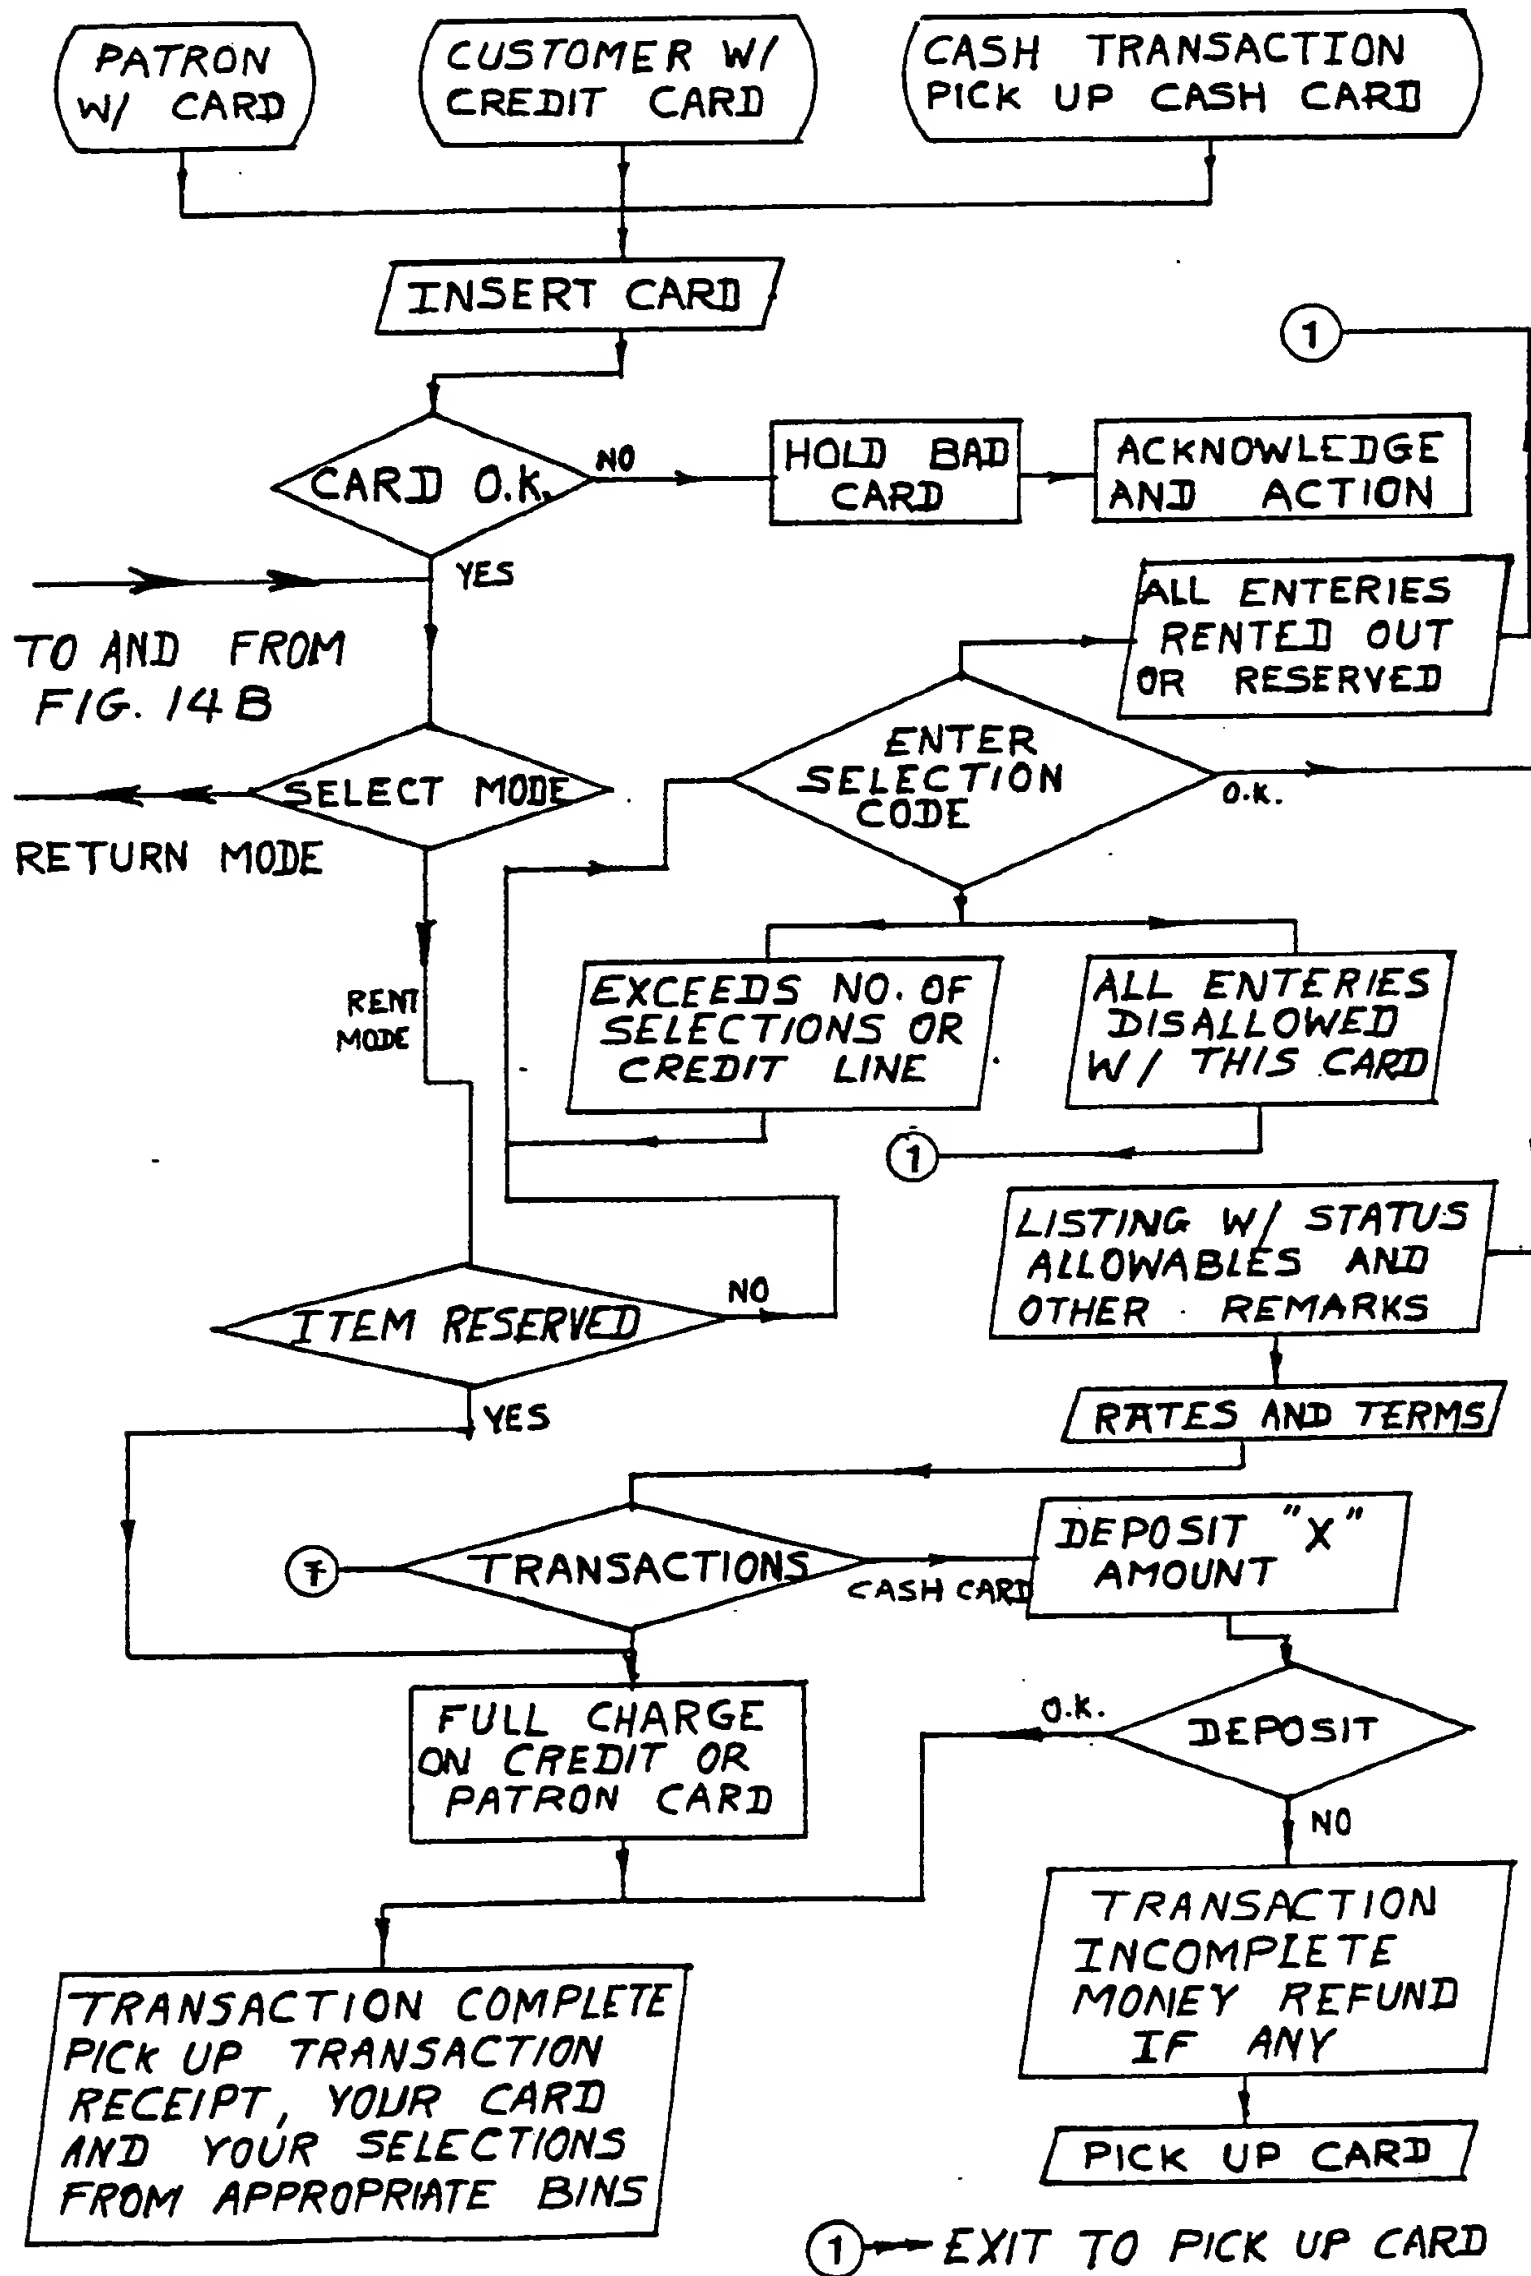 PATRON
W/ CARD
CUSTOMER W/
CREDIT CARD
CASH TRANSACTION
PICK UP CASH CARD
INSERT CARD
1
CARD O.K.
NO
HOLD BAD
CARD
ACKNOWLEDGE
AND ACTION
YES
TO AND FROM
FIG. 14B
ALL ENTERIES
RENTED OUT
OR RESERVED
SELECT MODE
RETURN MODE
ENTER
SELECTION
CODE
O.K.
RENT
MODE
EXCEEDS NO. OF
SELECTIONS OR
CREDIT LINE
ALL ENTERIES
DISALLOWED
W/ THIS CARD
1
LISTING W/ STATUS
ALLOWABLES AND
OTHER REMARKS
ITEM RESERVED
NO
YES
RATES AND TERMS
TRANSACTIONS
CASH CARD
DEPOSIT "X"
AMOUNT
FULL CHARGE
ON CREDIT OR
PATRON CARD
O.K.
DEPOSIT
NO
TRANSACTION
INCOMPLETE
MONEY REFUND
IF ANY
TRANSACTION COMPLETE
PICK UP TRANSACTION
RECEIPT, YOUR CARD
AND YOUR SELECTIONS
FROM APPROPRIATE BINS
PICK UP CARD
1 EXIT TO PICK UP CARD